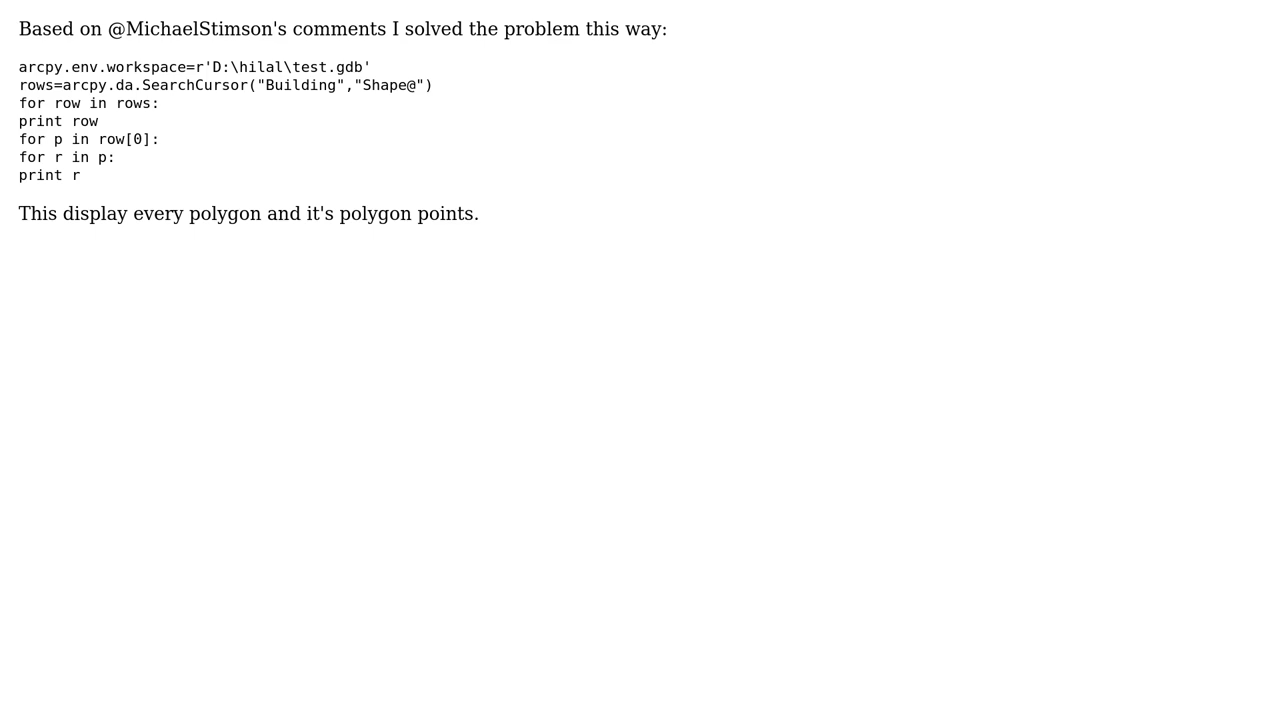 Based on @MichaelStimson's comments I solved the problem this way:
arcpy.env.workspace=r'D:\hilal\test.gdb'
rows=arcpy.da.SearchCursor("Building","Shape@")
for row in rows:
print row
for p in row[0]:
for r in p:
print r
This display every polygon and it's polygon points.